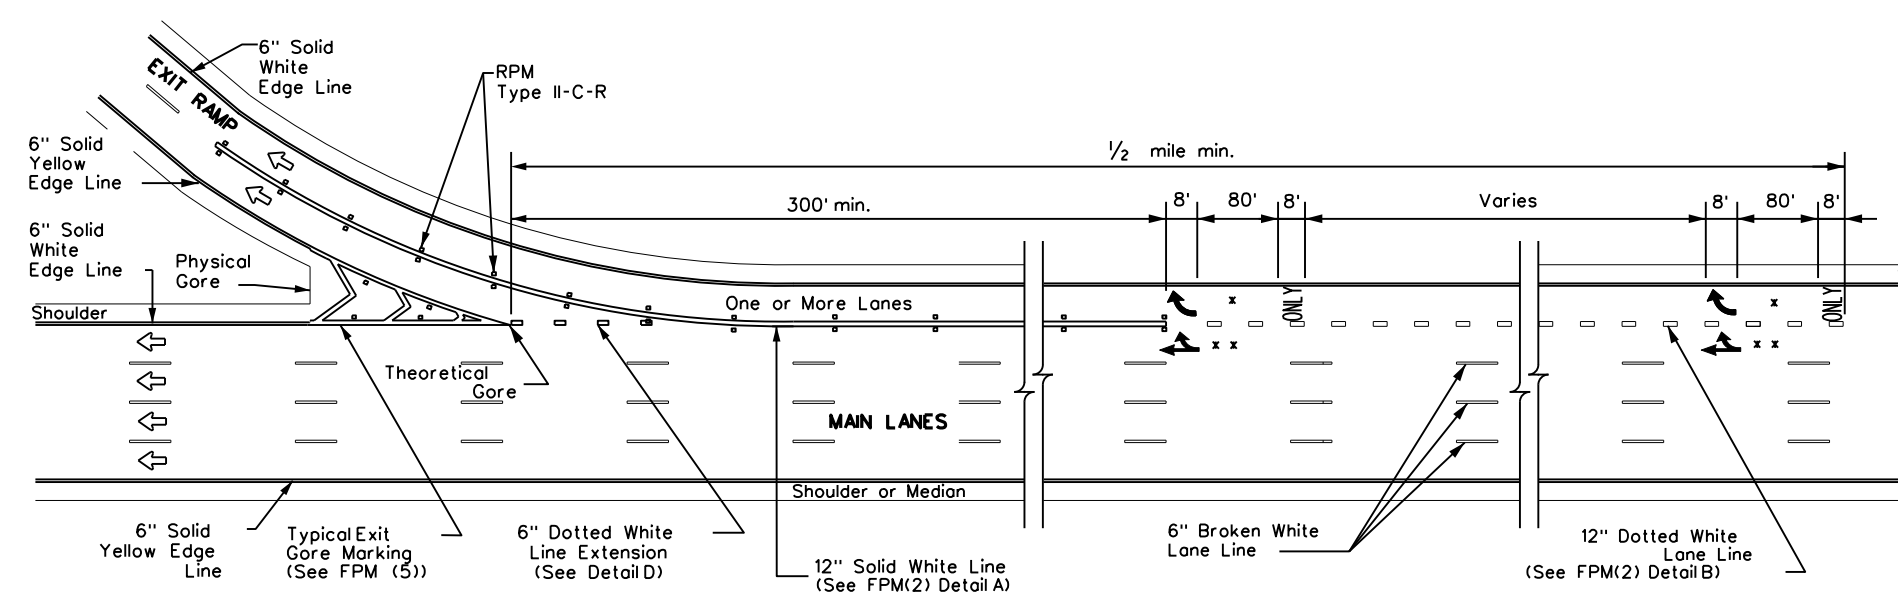 6" Solid
White
Edge Line
EXIT RAMP
RPM
Type II-C-R
6" Solid
Yellow
Edge Line
1/2 mile min.
300' min.
8'
80'
8'
Varies
8'
80'
8'
6" Solid
White
Edge Line
Physical
Gore
Shoulder
One or More Lanes
x
ONLY
x
ONLY
x x
x x
Theoretical
Gore
MAIN LANES
Shoulder or Median
6" Solid
Yellow Edge
Line
Typical Exit
Gore Marking
(See FPM (5))
6" Dotted White
Line Extension
(See Detail D)
12" Solid White Line
(See FPM(2) Detail A)
6" Broken White
Lane Line
12" Dotted White
Lane Line
(See FPM(2) Detail B)